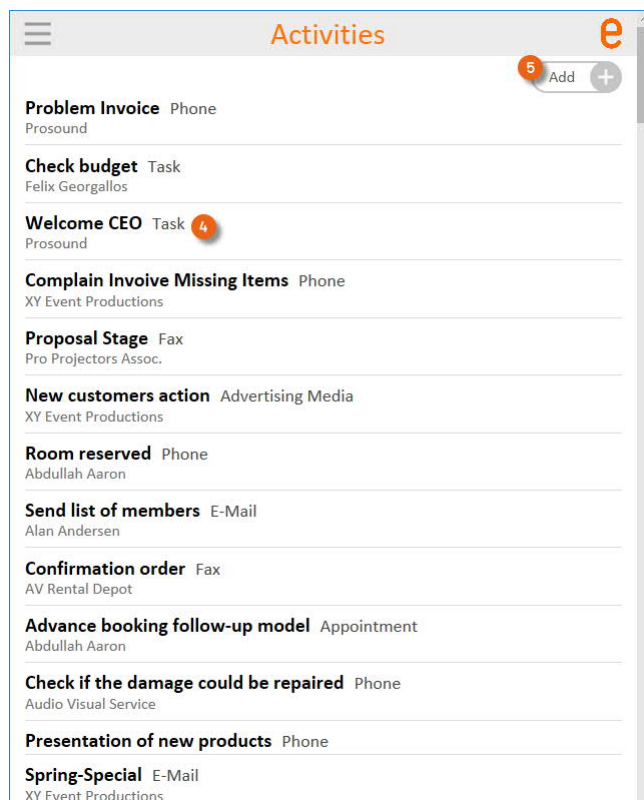 Activities
e
5 Add +
Problem Invoice Phone
Prosound
Check budget Task
Felix Georgallos
Welcome CEO Task 4
Prosound
Complain Invoive Missing Items Phone
XY Event Productions
Proposal Stage Fax
Pro Projectors Assoc.
New customers action Advertising Media
XY Event Productions
Room reserved Phone
Abdullah Aaron
Send list of members E-Mail
Alan Andersen
Confirmation order Fax
AV Rental Depot
Advance booking follow-up model Appointment
Abdullah Aaron
Check if the damage could be repaired Phone
Audio Visual Service
Presentation of new products Phone
Spring-Special E-Mail
XY Event Productions